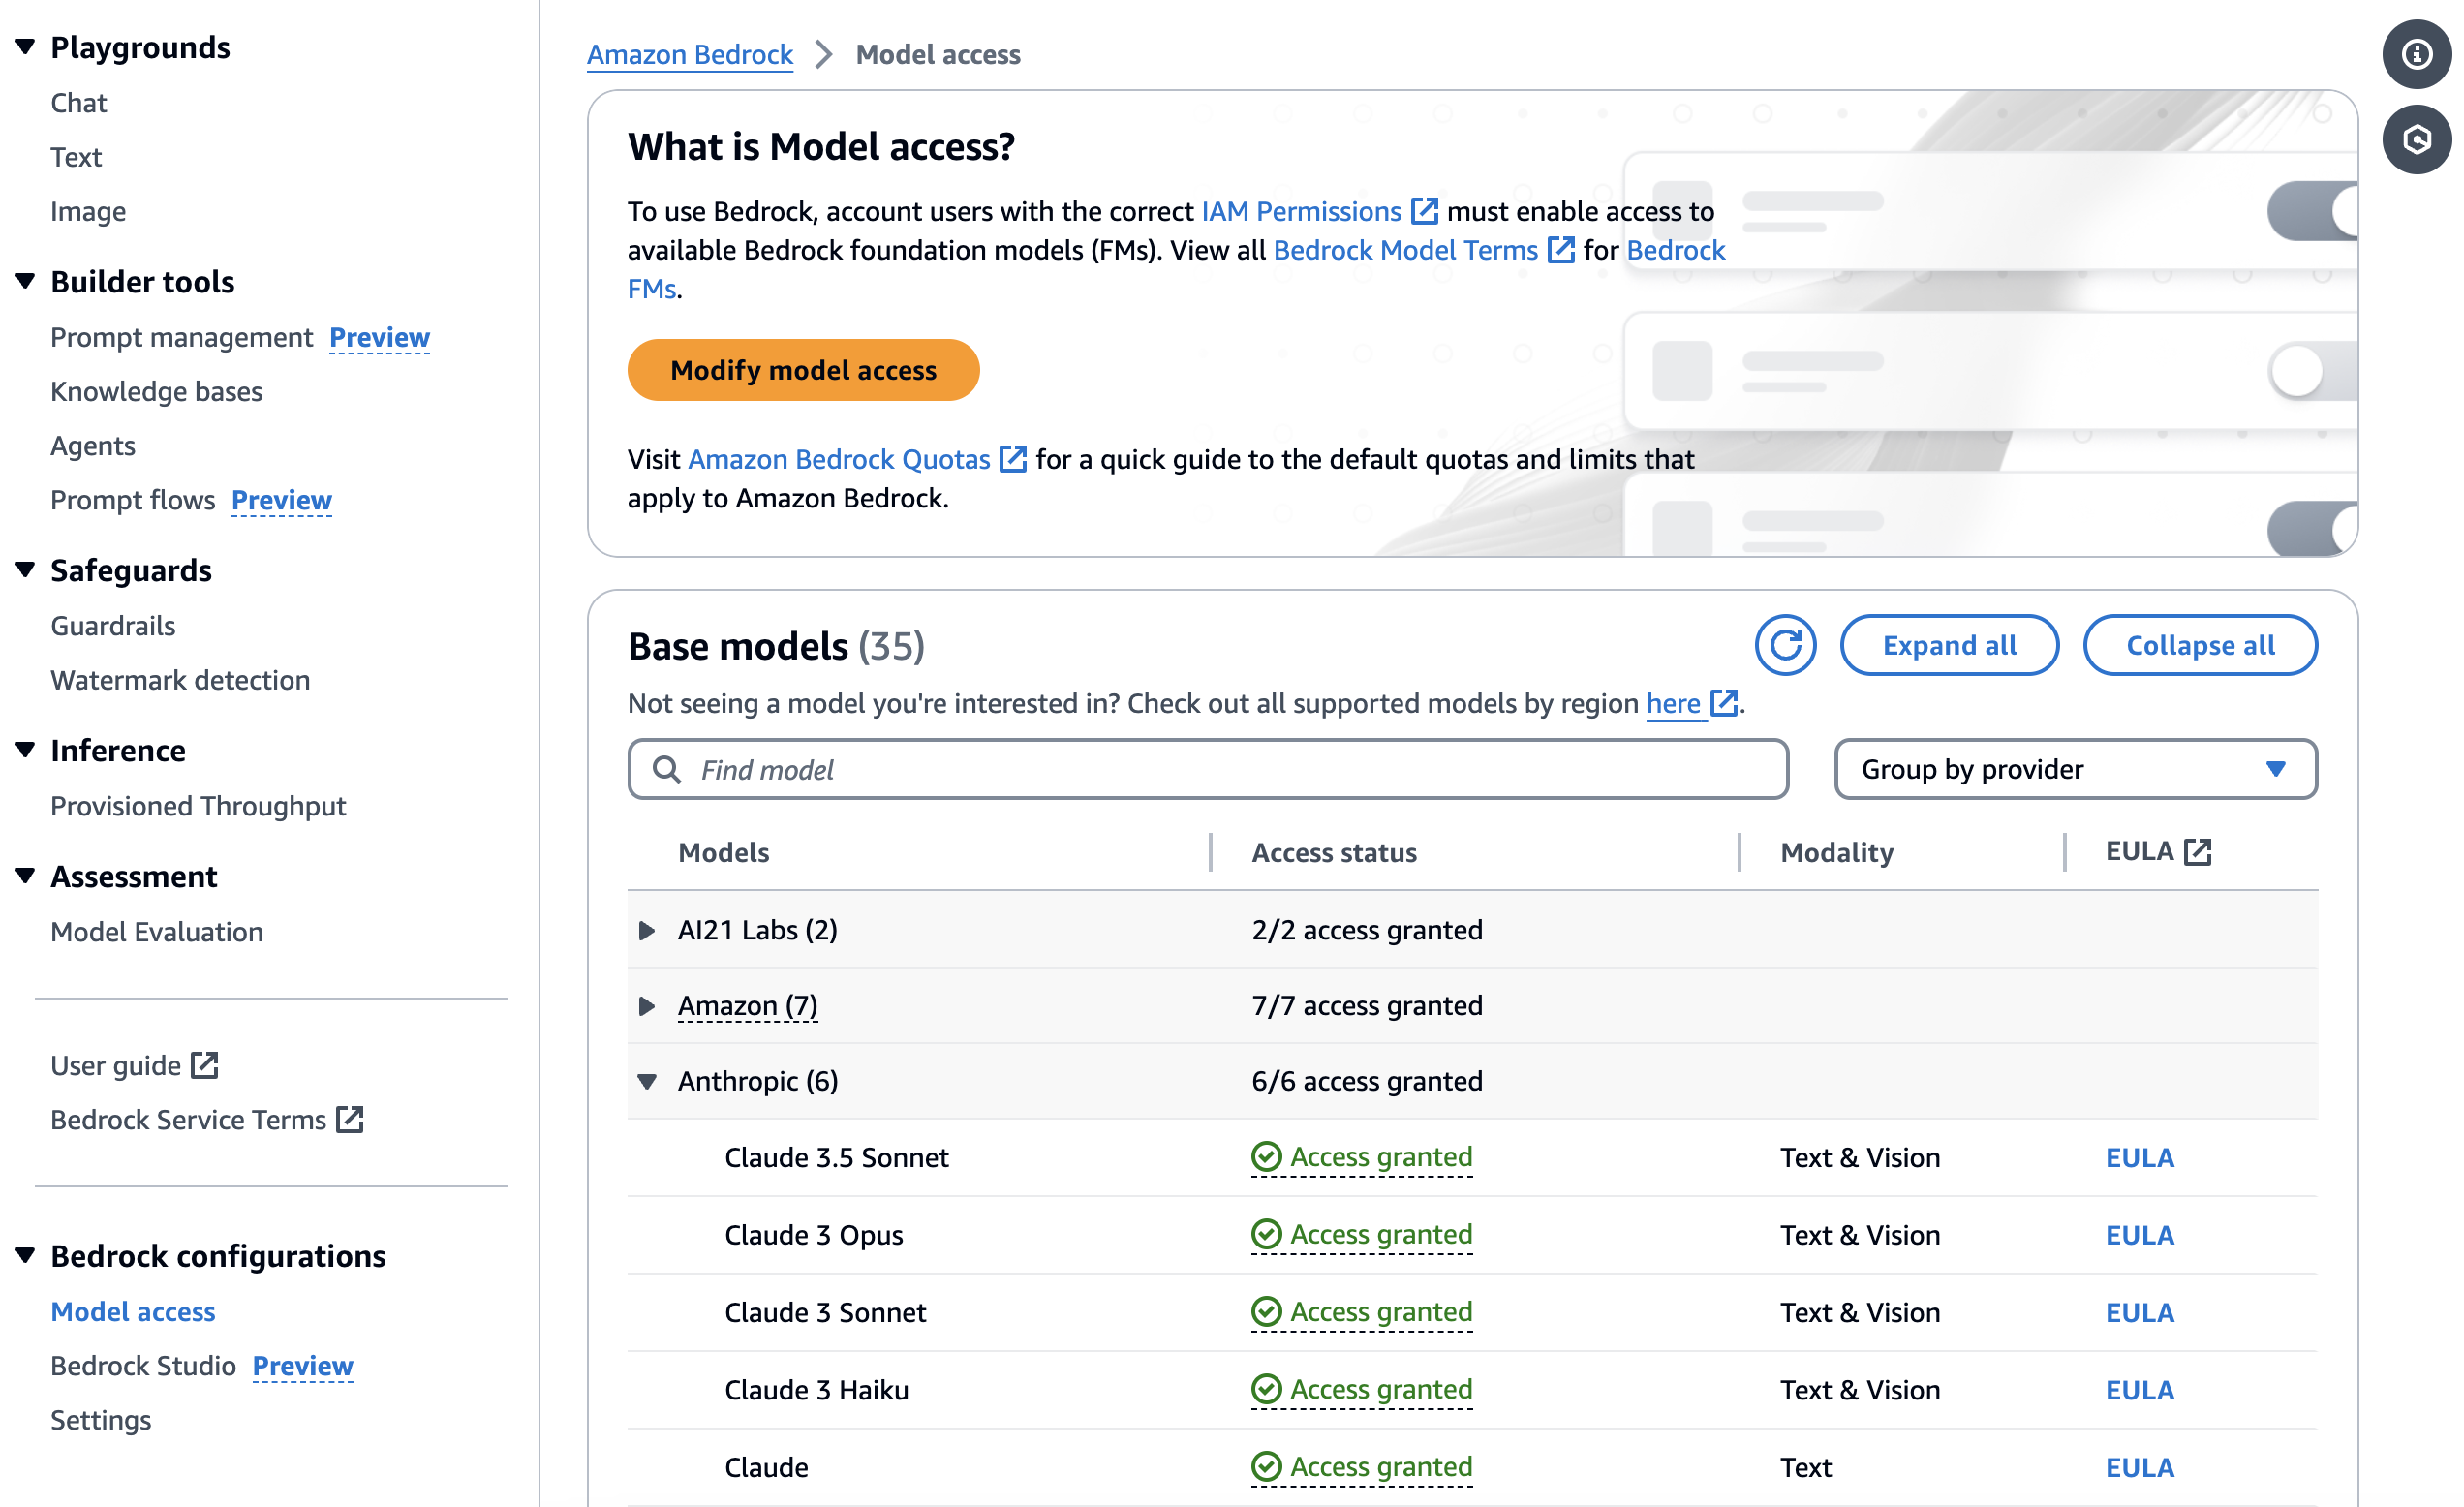 Playgrounds
Chat
Text
Image
Builder tools
Prompt management Preview
Knowledge bases
Agents
Prompt flows Preview
Safeguards
Guardrails
Watermark detection
Inference
Provisioned Throughput
Assessment
Model Evaluation
User guide
Bedrock Service Terms
Bedrock configurations
Model access
Bedrock Studio Preview
Settings
Amazon Bedrock > Model access
What is Model access?
To use Bedrock, account users with the correct IAM Permissions must enable access to
available Bedrock foundation models (FMs). View all Bedrock Model Terms for Bedrock
FMs.
Modify model access
Visit Amazon Bedrock Quotas for a quick guide to the default quotas and limits that
apply to Amazon Bedrock.
Base models (35)
Expand all
Collapse all
Not seeing a model you're interested in? Check out all supported models by region here.
Find model
Group by provider
Models Access status Modality EULA
AI21 Labs (2) 2/2 access granted
Amazon (7) 7/7 access granted
Anthropic (6) 6/6 access granted
Claude 3.5 Sonnet Access granted Text & Vision EULA
Claude 3 Opus Access granted Text & Vision EULA
Claude 3 Sonnet Access granted Text & Vision EULA
Claude 3 Haiku Access granted Text & Vision EULA
Claude Access granted Text EULA